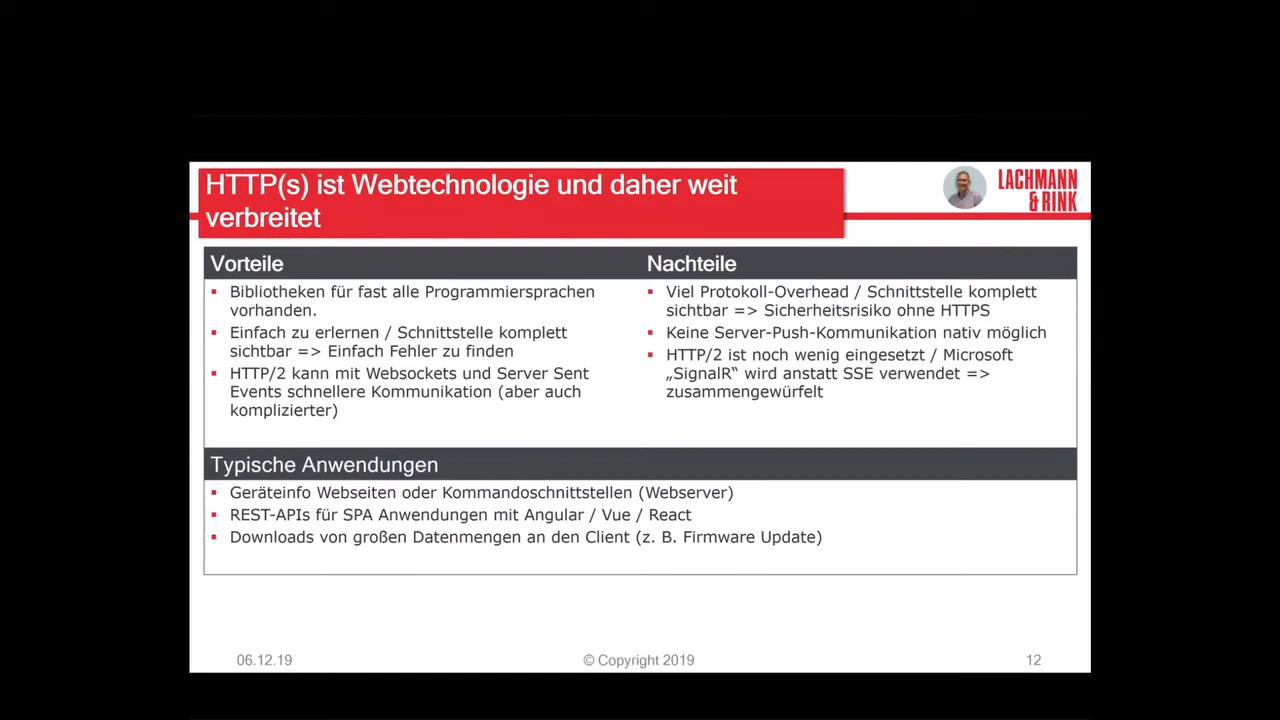 HTTP(s) ist Webtechnologie und daher weit
verbreitet
LACHMANN
& RINK
Vorteile
▪ Bibliotheken für fast alle Programmiersprachen
vorhanden.
▪ Einfach zu erlernen / Schnittstelle komplett
sichtbar => Einfach Fehler zu finden
▪ HTTP/2 kann mit Websockets und Server Sent
Events schnellere Kommunikation (aber auch
komplizierter)
Nachteile
▪ Viel Protokoll-Overhead / Schnittstelle komplett
sichtbar => Sicherheitsrisiko ohne HTTPS
▪ Keine Server-Push-Kommunikation nativ möglich
▪ HTTP/2 ist noch wenig eingesetzt / Microsoft
„SignalR“ wird anstatt SSE verwendet =>
zusammengewürfelt
Typische Anwendungen
▪ Geräteinfo Webseiten oder Kommandoschnittstellen (Webserver)
▪ REST-APIs für SPA Anwendungen mit Angular / Vue / React
▪ Downloads von großen Datenmengen an den Client (z. B. Firmware Update)
06.12.19
© Copyright 2019
12